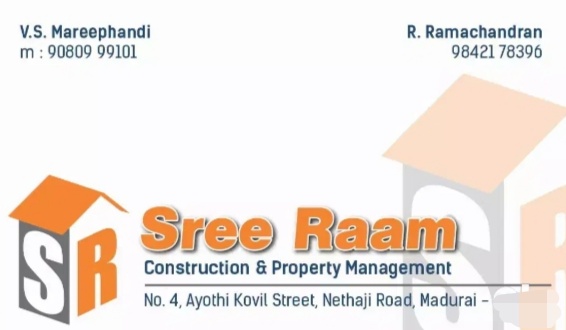 V.S. Mareephandi
m : 90809 99101
R. Ramachandran
98421 78396
SR
Sree Raam
Construction & Property Management
No. 4, Ayothi Kovil Street, Nethaji Road, Madurai –